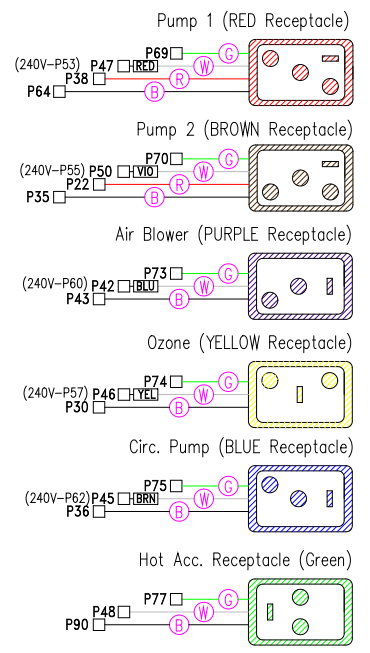 Pump 1 (RED Receptacle)
P69 G
(240V-P53) P47 RED W
P38 R
P64 B
Pump 2 (BROWN Receptacle)
P70 G
(240V-P55) P50 VIO W
P22 R
P35 B
Air Blower (PURPLE Receptacle)
P73 G
(240V-P60) P42 BLU W
P43 B
Ozone (YELLOW Receptacle)
P74 G
(240V-P57) P46 YEL W
P30 B
Circ. Pump (BLUE Receptacle)
P75 G
(240V-P62) P45 BRN W
P36 B
Hot Acc. Receptacle (Green)
P77 G
P48 W
P90 B